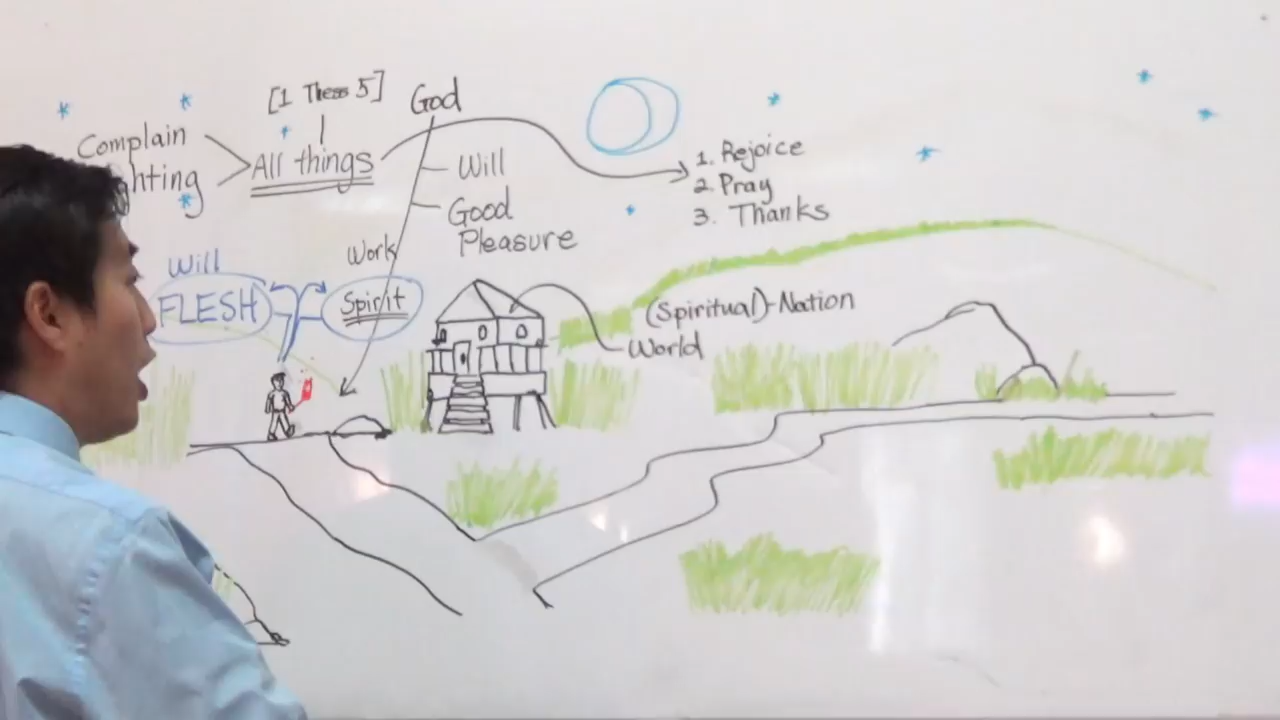 [1 Thess 5]
God
Complain
All things
Will
Good
Pleasure
1. Rejoice
2. Pray
3. Thanks
Work
Will
FLESH
Spirit
(Spiritual)-Nation
World